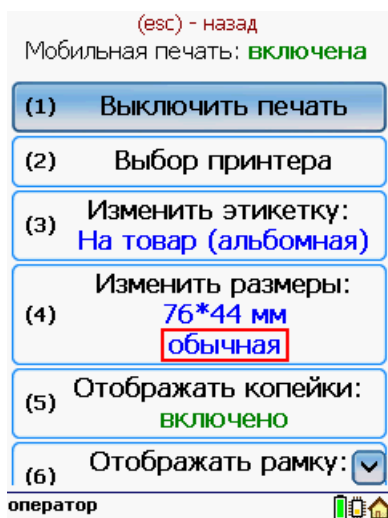 (esc) - назад
Мобильная печать: включена
(1) Выключить печать
(2) Выбор принтера
(3) Изменить этикетку:
На товар (альбомная)
(4) Изменить размеры:
76*44 мм
обычная
(5) Отображать копейки:
включено
(6) Отображать рамку:
оператор